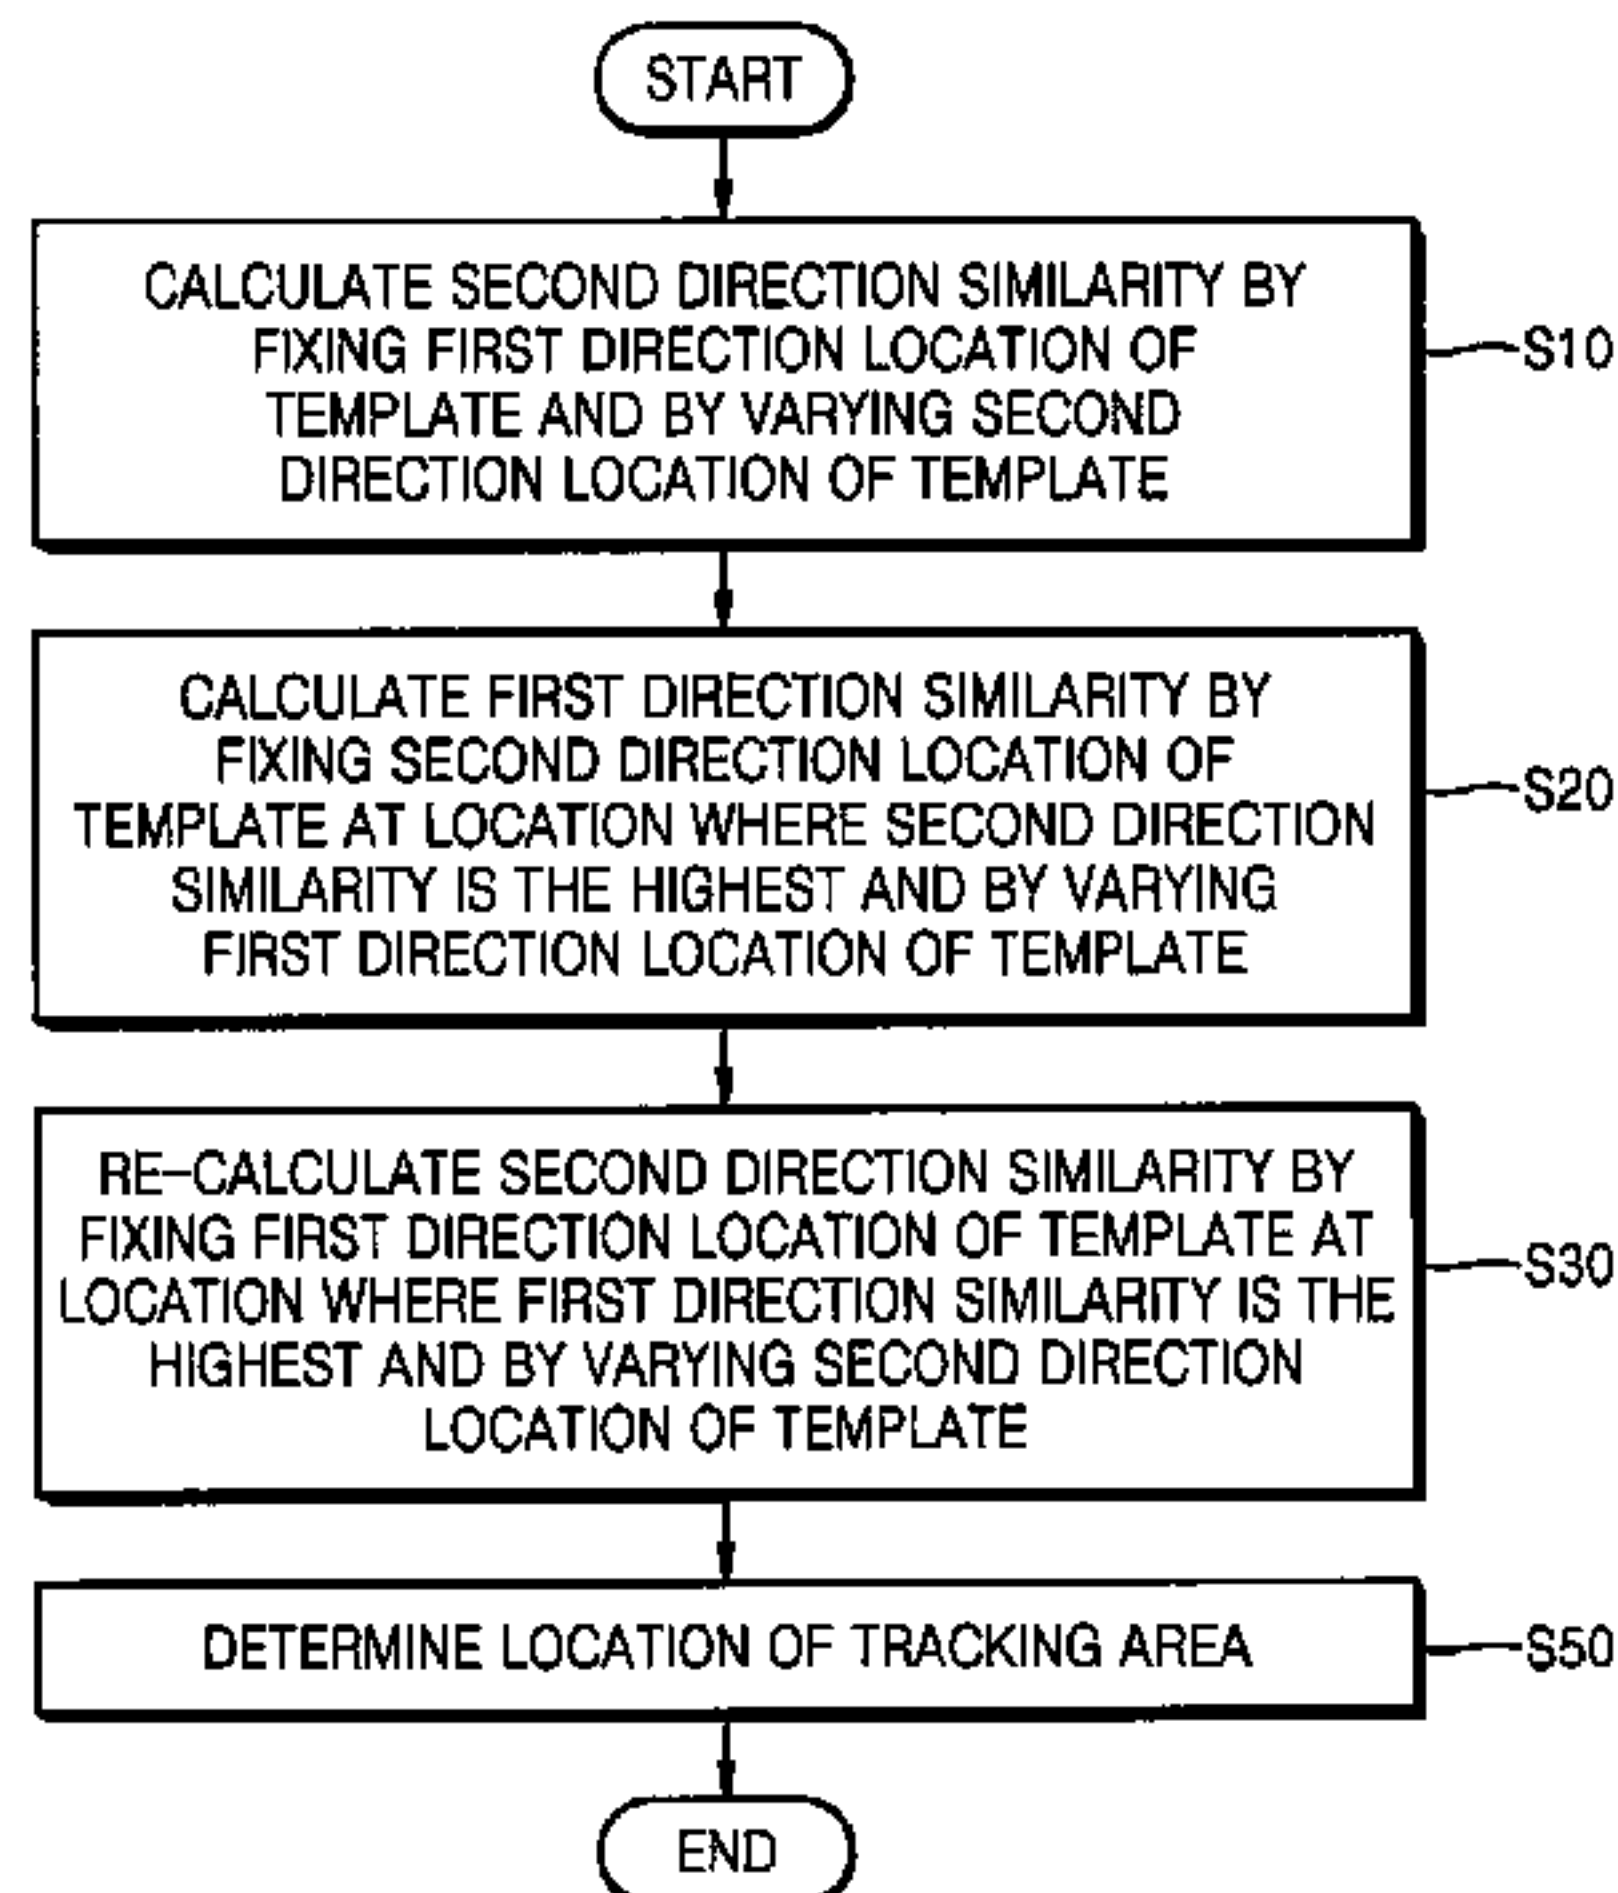 START
CALCULATE SECOND DIRECTION SIMILARITY BY
FIXING FIRST DIRECTION LOCATION OF
TEMPLATE AND BY VARYING SECOND
DIRECTION LOCATION OF TEMPLATE
S10
CALCULATE FIRST DIRECTION SIMILARITY BY
FIXING SECOND DIRECTION LOCATION OF
TEMPLATE AT LOCATION WHERE SECOND DIRECTION
SIMILARITY IS THE HIGHEST AND BY VARYING
FIRST DIRECTION LOCATION OF TEMPLATE
S20
RE-CALCULATE SECOND DIRECTION SIMILARITY BY
FIXING FIRST DIRECTION LOCATION OF TEMPLATE AT
LOCATION WHERE FIRST DIRECTION SIMILARITY IS THE
HIGHEST AND BY VARYING SECOND DIRECTION
LOCATION OF TEMPLATE
S30
DETERMINE LOCATION OF TRACKING AREA
S50
END